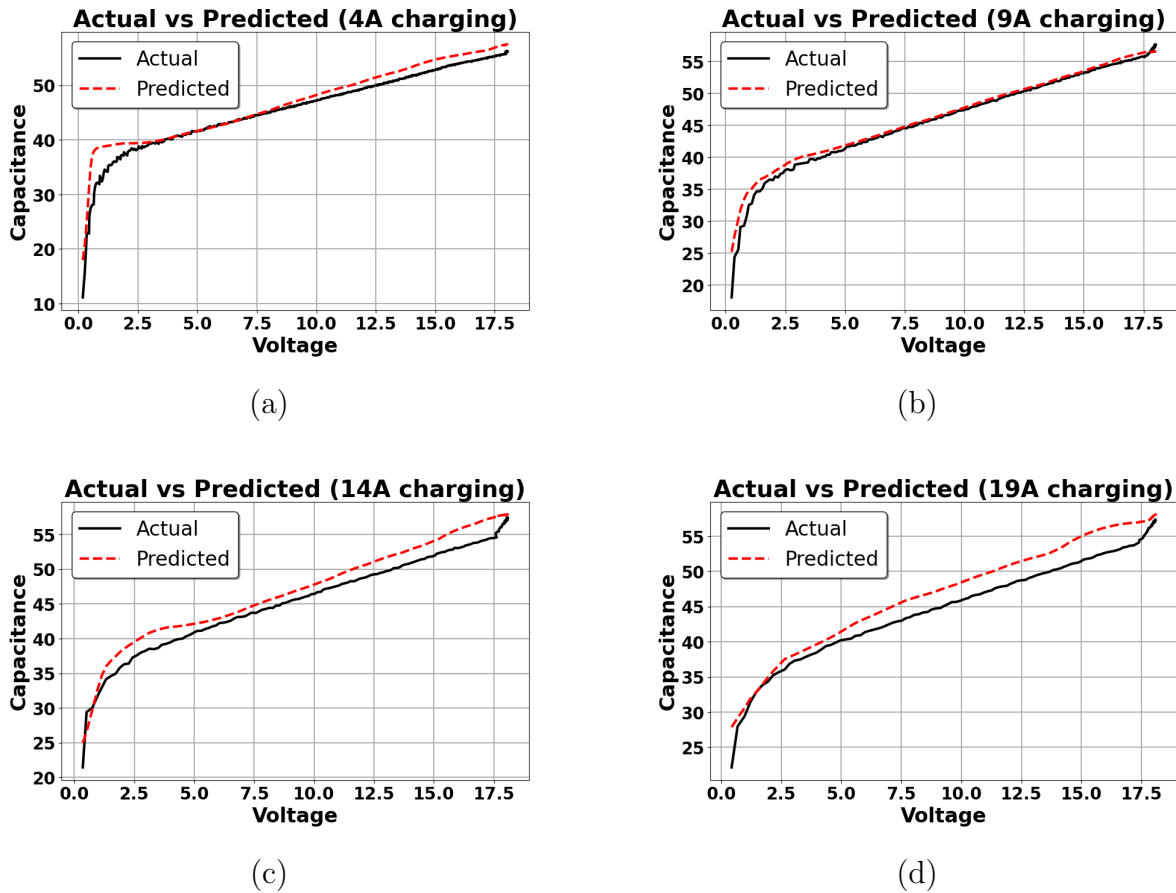 Actual vs Predicted (4A charging)
Actual
Predicted
Capacitance
50
40
30
20
10
0.0 2.5 5.0 7.5 10.0 12.5 15.0 17.5
Voltage
(a)
Actual vs Predicted (9A charging)
Actual
Predicted
Capacitance
55
50
45
40
35
30
25
20
0.0 2.5 5.0 7.5 10.0 12.5 15.0 17.5
Voltage
(b)
Actual vs Predicted (14A charging)
Actual
Predicted
Capacitance
55
50
45
40
35
30
25
20
0.0 2.5 5.0 7.5 10.0 12.5 15.0 17.5
Voltage
(c)
Actual vs Predicted (19A charging)
Actual
Predicted
Capacitance
55
50
45
40
35
30
25
0.0 2.5 5.0 7.5 10.0 12.5 15.0 17.5
Voltage
(d)